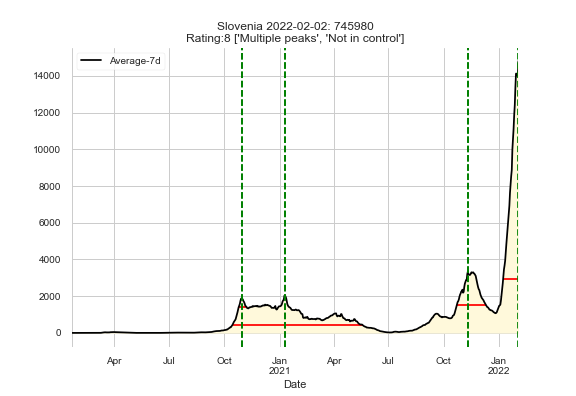 Slovenia 2022-02-02: 745980
Rating:8 ['Multiple peaks', 'Not in control']
Average-7d
14000
12000
10000
8000
6000
4000
2000
0
Apr Jul Oct Jan Apr Jul Oct Jan
2021 2022
Date